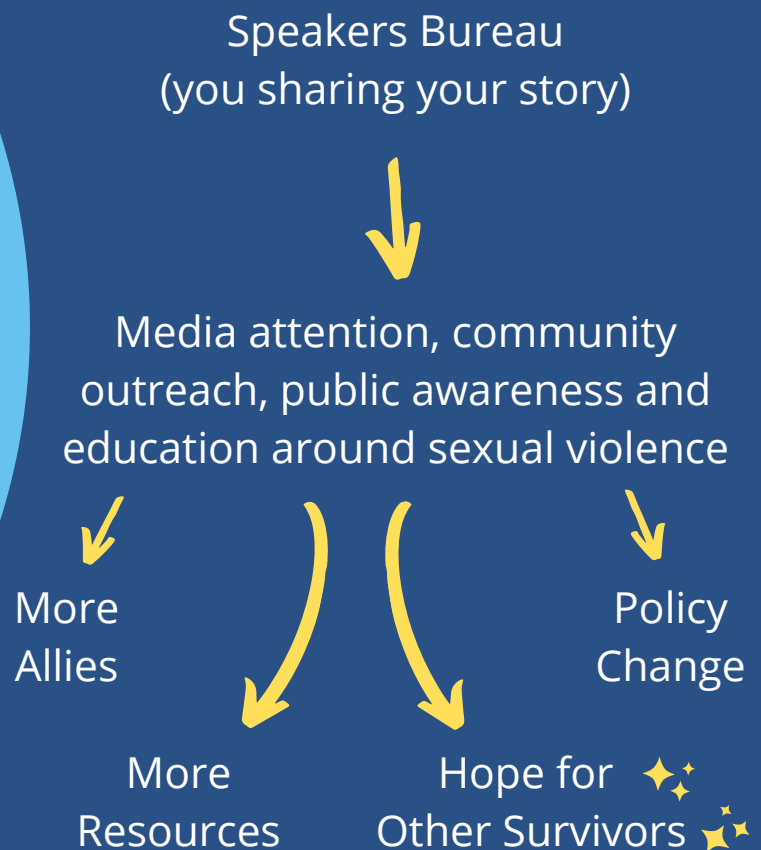 Speakers Bureau
(you sharing your story)
Media attention, community
outreach, public awareness and
education around sexual violence
More
Allies
Policy
Change
More
Resources
Hope for
Other Survivors